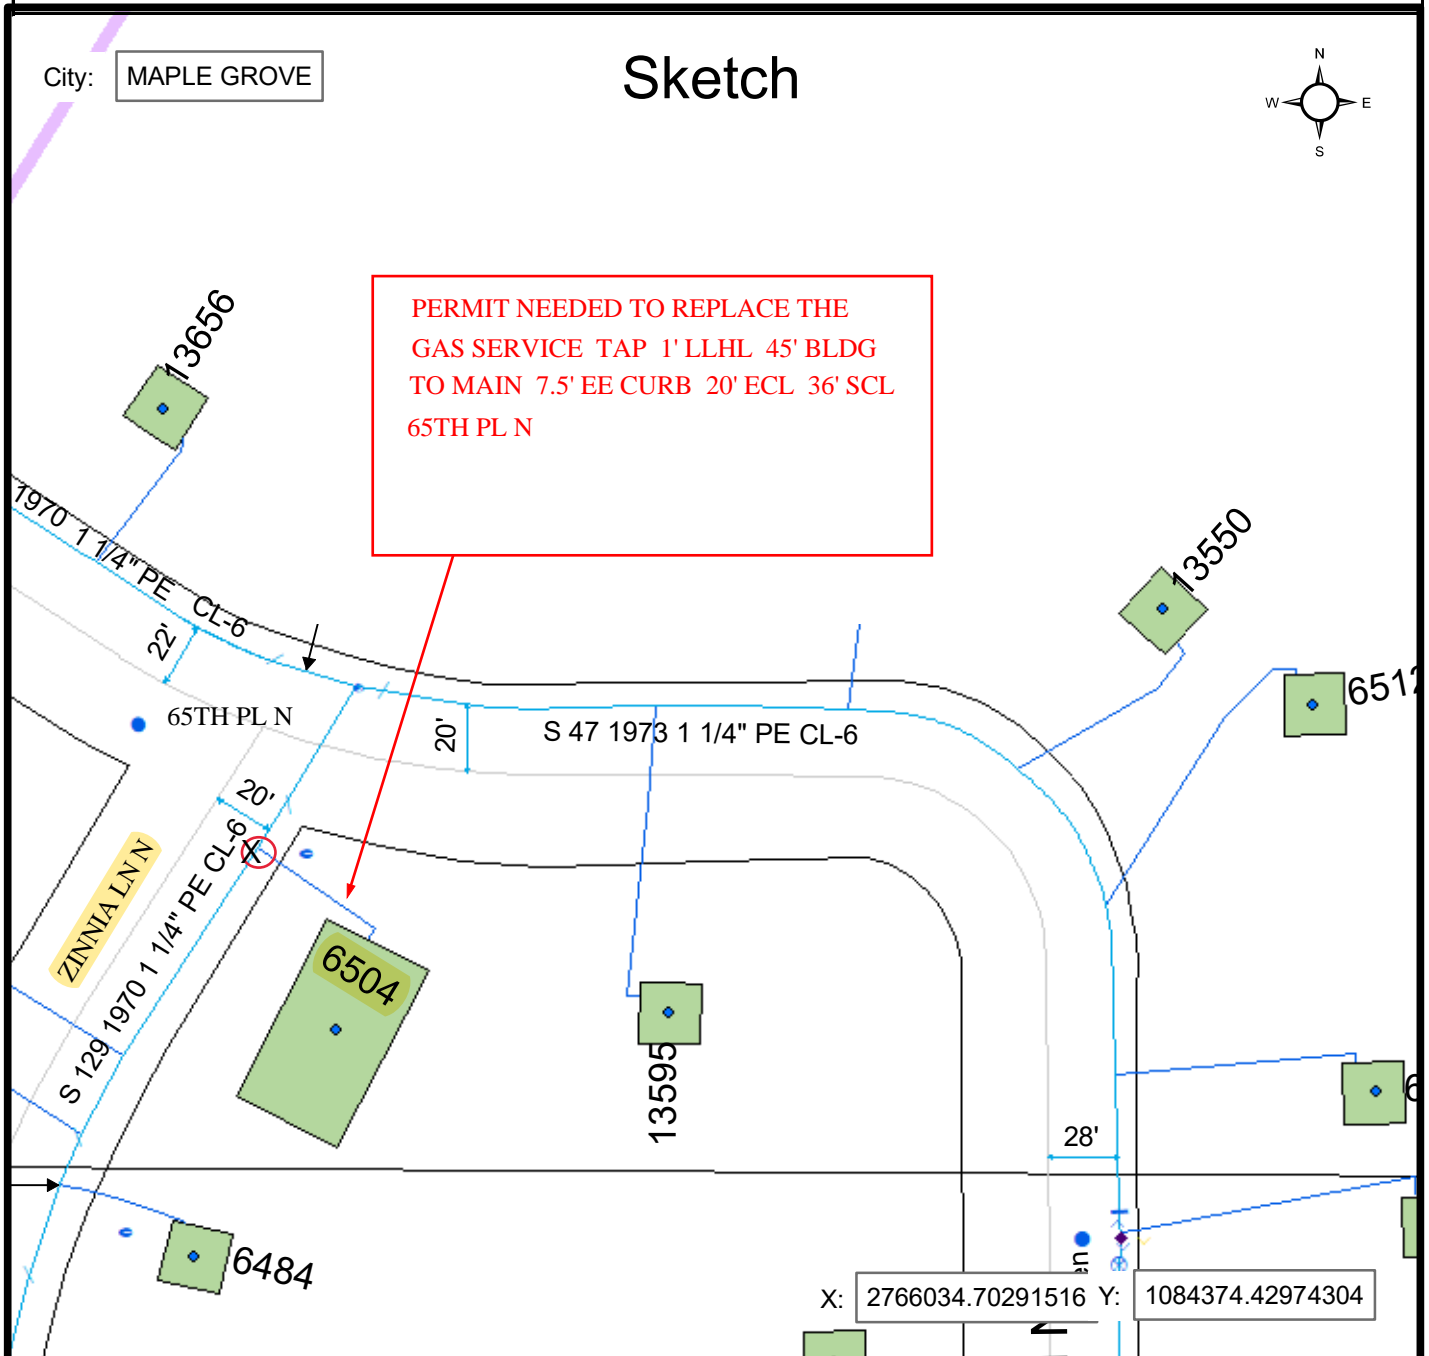 Sketch
City: MAPLE GROVE
N
W E
S
PERMIT NEEDED TO REPLACE THE
GAS SERVICE TAP 1' LLHL 45' BLDG
TO MAIN 7.5' EE CURB 20' ECL 36' SCL
65TH PL N
13656
1970 1 1/4" PE CL-6
22'
65TH PL N
20'
S 47 1973 1 1/4" PE CL-6
13550
6512
20'
X
ZINNIA LN N
S 129 1970 1 1/4" PE CL-6
6504
13595
6
28'
6484
en
N
X: 2766034.70291516 Y: 1084374.42974304